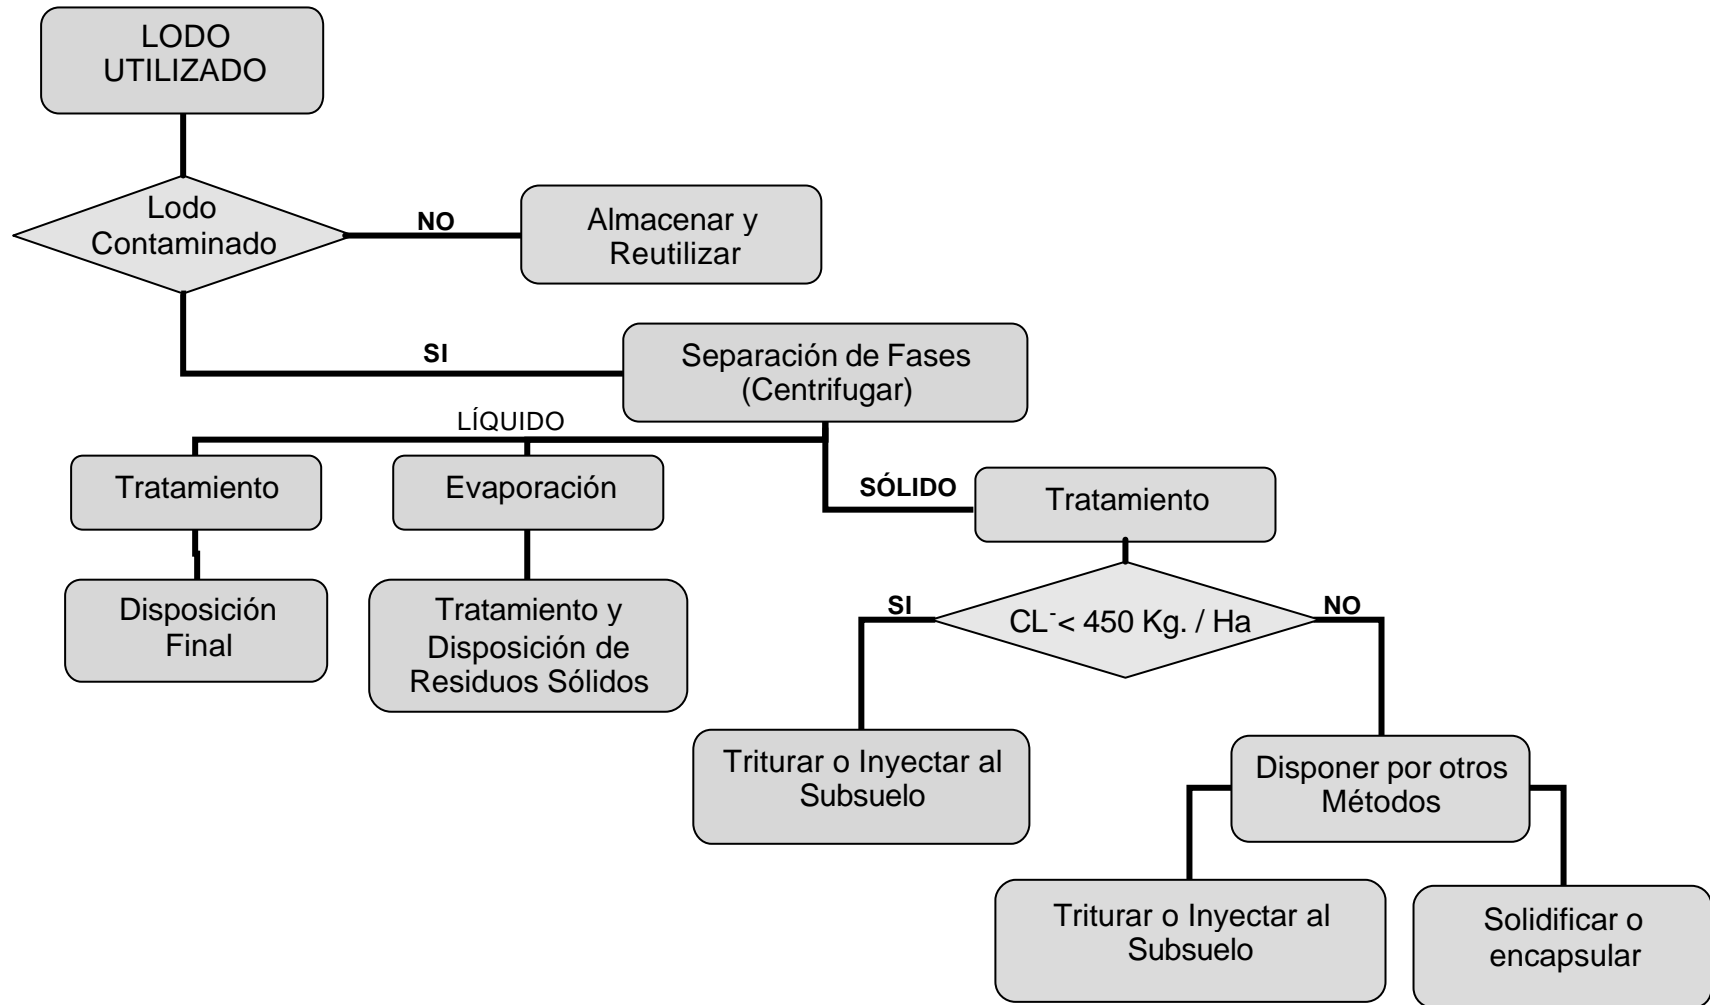 LODO
UTILIZADO
Lodo
Contaminado
NO
Almacenar y
Reutilizar
SI
Separación de Fases
(Centrifugar)
LÍQUIDO
Tratamiento
Evaporación
SÓLIDO
Tratamiento
Disposición
Final
Tratamiento y
Disposición de
Residuos Sólidos
SI
CL⁻< 450 Kg. / Ha
NO
Triturar o Inyectar al
Subsuelo
Disponer por otros
Métodos
Triturar o Inyectar al
Subsuelo
Solidificar o
encapsular